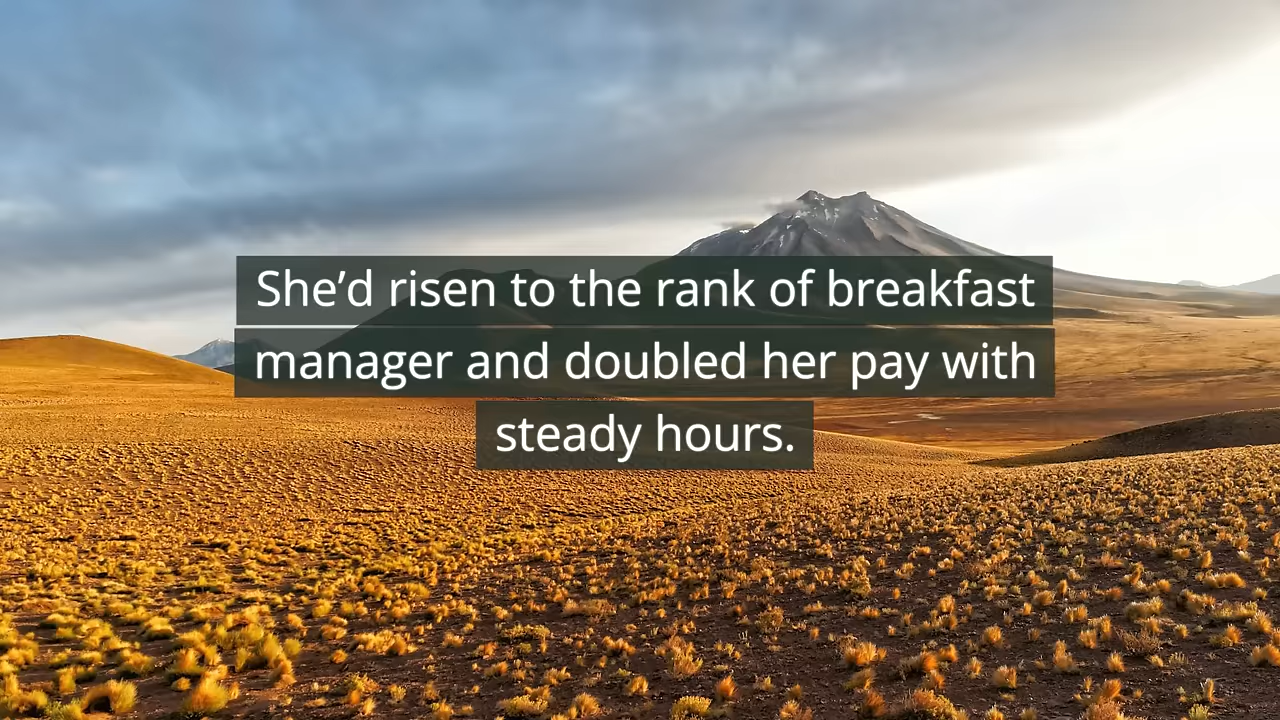 She’d risen to the rank of breakfast
manager and doubled her pay with
steady hours.